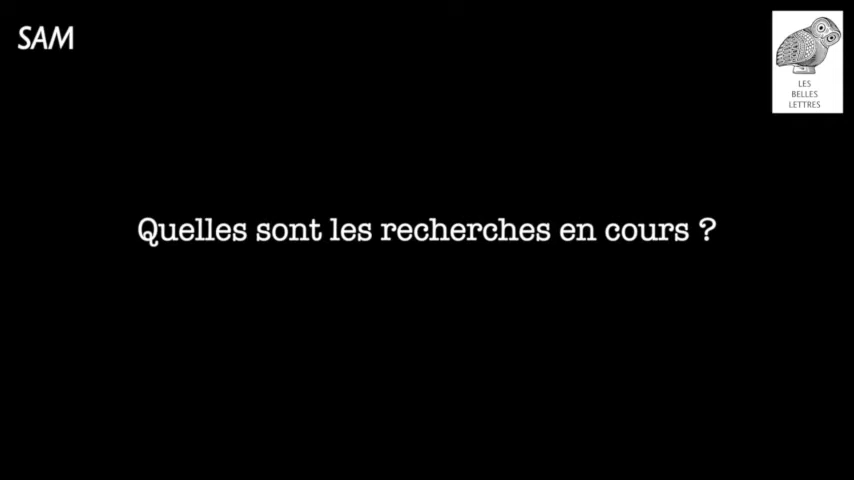 SAM
LES
BELLES
LETTRES
Quelles sont les recherches en cours ?